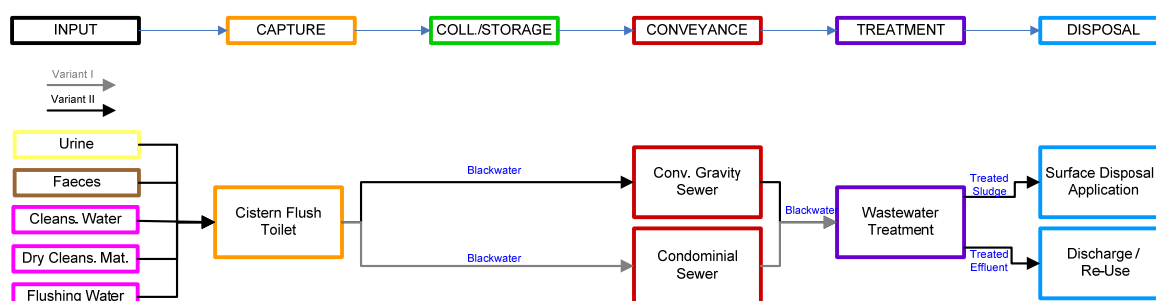 INPUT
CAPTURE
COLL./STORAGE
CONVEYANCE
TREATMENT
DISPOSAL
Variant I
Variant II
Urine
Faeces
Cleans. Water
Dry Cleans. Mat.
Flushing Water
Cistern Flush
Toilet
Blackwater
Blackwater
Conv. Gravity
Sewer
Condominial
Sewer
Blackwater
Wastewater
Treatment
Treated
Sludge
Treated
Effluent
Surface Disposal
Application
Discharge /
Re-Use